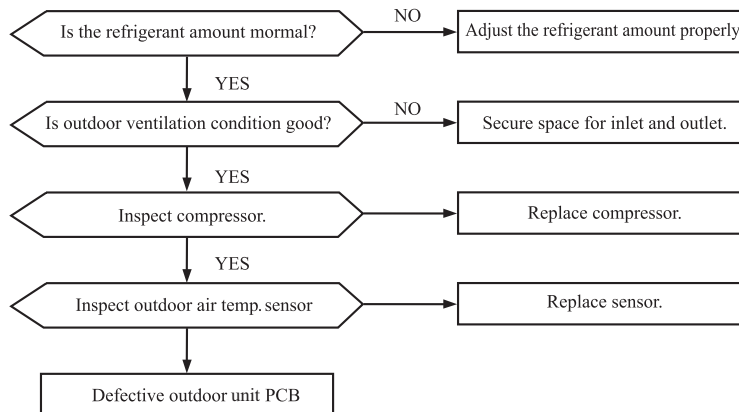 Is the refrigerant amount mormal?
NO
Adjust the refrigerant amount properly
YES
Is outdoor ventilation condition good?
NO
Secure space for inlet and outlet.
YES
Inspect compressor.
Replace compressor.
YES
Inspect outdoor air temp. sensor
Replace sensor.
Defective outdoor unit PCB